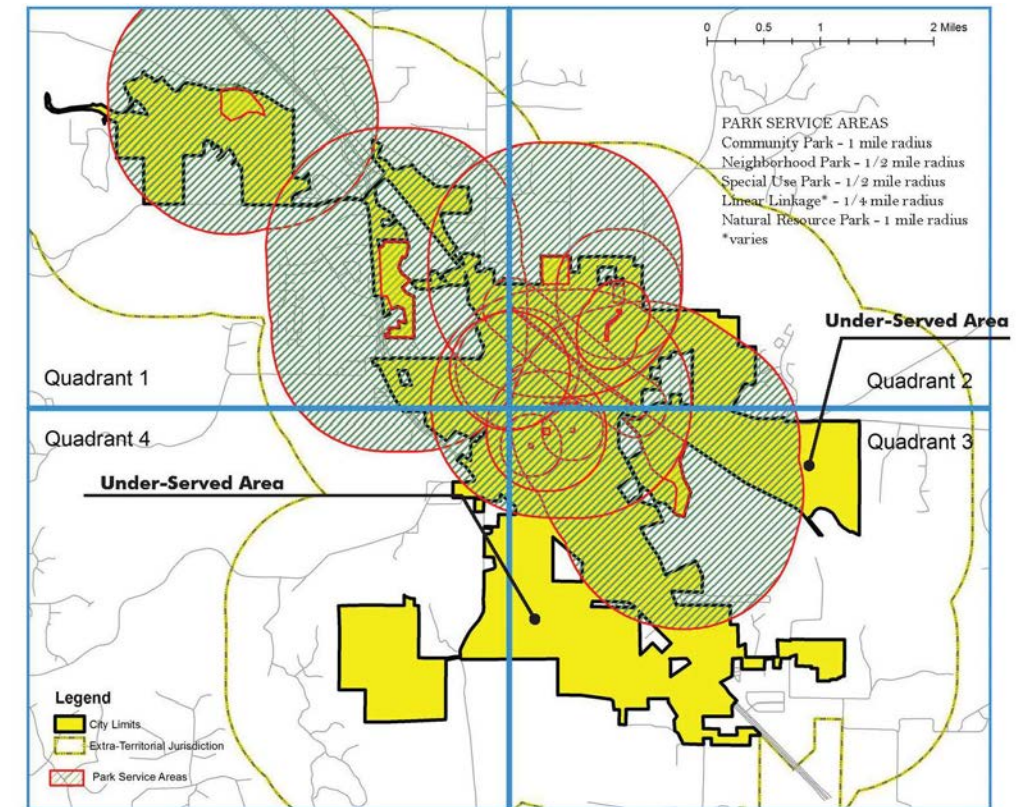 0 0.5 1 2 Miles
PARK SERVICE AREAS
Community Park - 1 mile radius
Neighborhood Park - 1/2 mile radius
Special Use Park - 1/2 mile radius
Linear Linkage* - 1/4 mile radius
Natural Resource Park - 1 mile radius
*varies
Under-Served Area
Quadrant 1
Quadrant 2
Quadrant 4
Quadrant 3
Under-Served Area
Legend
City Limits
Extra-Territorial Jurisdiction
Park Service Areas